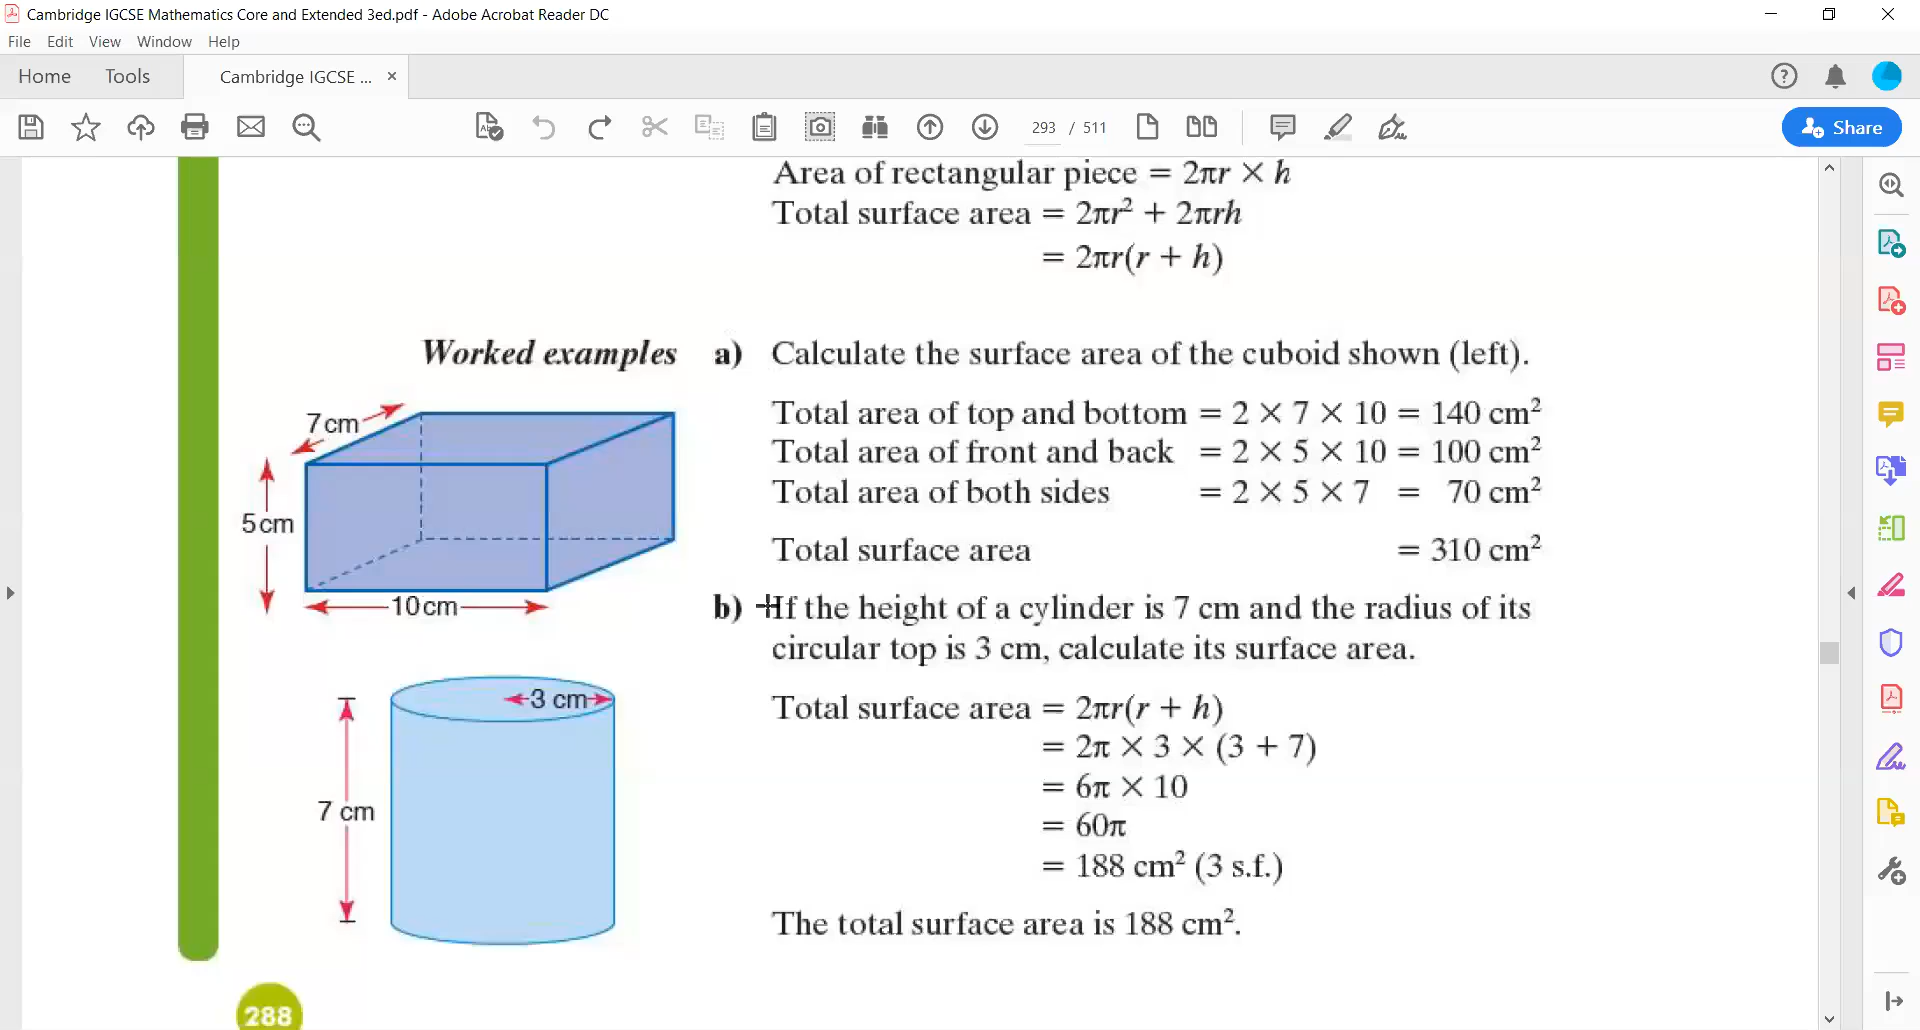 Cambridge IGCSE Mathematics Core and Extended 3ed.pdf - Adobe Acrobat Reader DC
File Edit View Window Help
Home Tools Cambridge IGCSE ... ×
293 / 511
Share
Area of rectangular piece = 2πr × h
Total surface area = 2πr² + 2πrh
= 2πr(r + h)
Worked examples a) Calculate the surface area of the cuboid shown (left).
Total area of top and bottom = 2 × 7 × 10 = 140 cm²
Total area of front and back = 2 × 5 × 10 = 100 cm²
Total area of both sides = 2 × 5 × 7 = 70 cm²
Total surface area = 310 cm²
7 cm
5 cm
10 cm
b) If the height of a cylinder is 7 cm and the radius of its
circular top is 3 cm, calculate its surface area.
Total surface area = 2πr(r + h)
= 2π × 3 × (3 + 7)
= 6π × 10
= 60π
= 188 cm² (3 s.f.)
The total surface area is 188 cm².
3 cm
7 cm
288